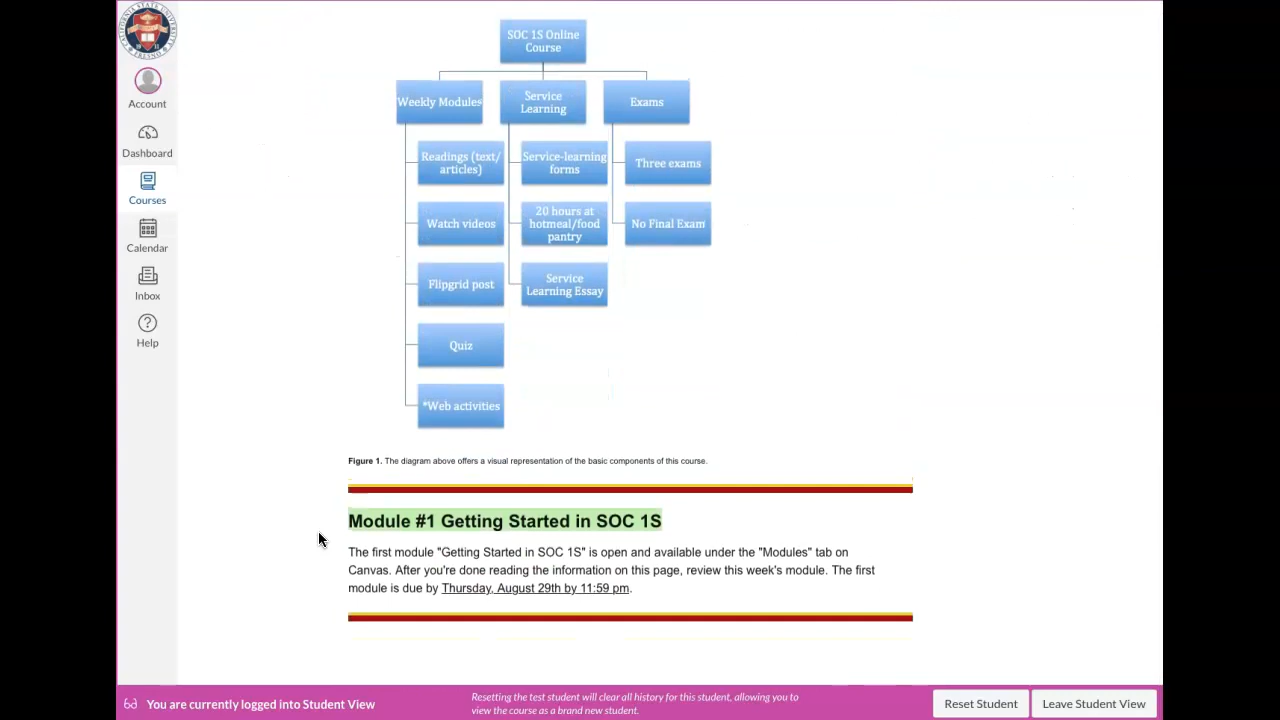 CALIFORNIA STATE UNIVERSITY
FRESNO
Account
Dashboard
Courses
Calendar
Inbox
Help
SOC 1S Online
Course
Weekly Modules
Service
Learning
Exams
Readings (text/
articles)
Service-learning
forms
Three exams
Watch videos
20 hours at
hotmeal/food
pantry
No Final Exam
Flipgrid post
Service
Learning Essay
Quiz
*Web activities
Figure 1. The diagram above offers a visual representation of the basic components of this course.
Module #1 Getting Started in SOC 1S
The first module "Getting Started in SOC 1S" is open and available under the "Modules" tab on
Canvas. After you're done reading the information on this page, review this week's module. The first
module is due by Thursday, August 29th by 11:59 pm.
You are currently logged into Student View
Resetting the test student will clear all history for this student, allowing you to
view the course as a brand new student.
Reset Student
Leave Student View